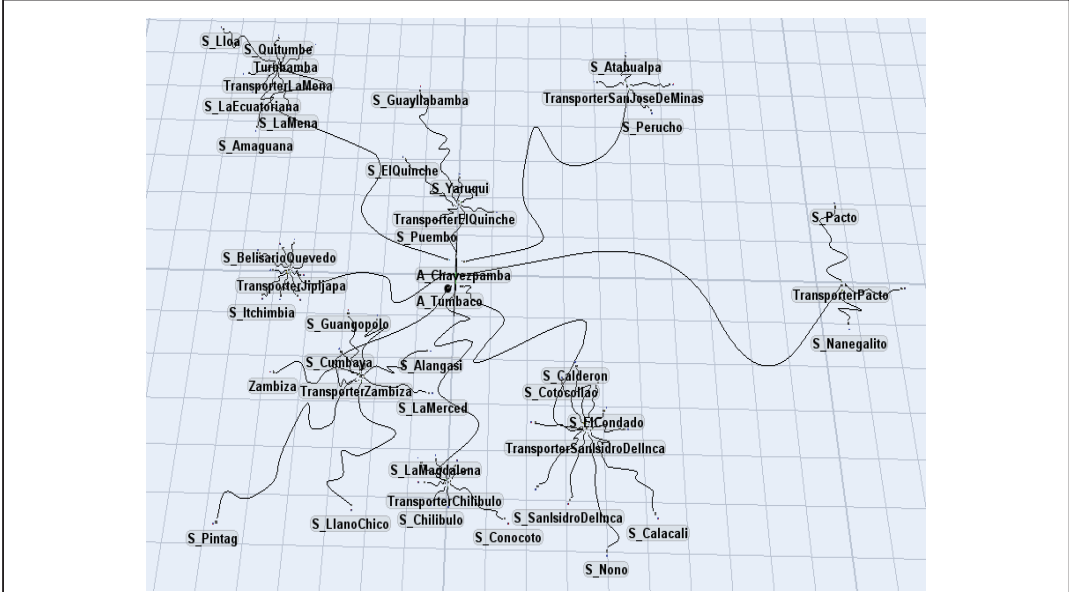 S_Lloa
S_Quitumbe
Turubamba
TransporterLaMena
S_LaEcuatoriana
S_LaMena
S_Amaguana
S_Guayllabamba
S_Atahualpa
TransporterSanJoseDeMinas
S_Perucho
S_ElQuinche
S_Yaruqui
TransporterElQuinche
S_Puembo
S_Pacto
TransporterPacto
S_Nanegalito
S_BelisarioQuevedo
TransporterJipijapa
S_Itchimbia
A_Chavezpamba
A_Tumbaco
S_Guangopolo
S_Cumbaya
S_Alangasi
Zambiza
TransporterZambiza
S_LaMerced
S_Calderon
S_Cotocollao
S_ElCondado
TransporterSanIsidroDelInca
S_LaMagdalena
TransporterChilibulo
S_Chilibulo
S_Conocoto
S_SanIsidroDelInca
S_Calacali
S_LlanoChico
S_Pintag
S_Nono